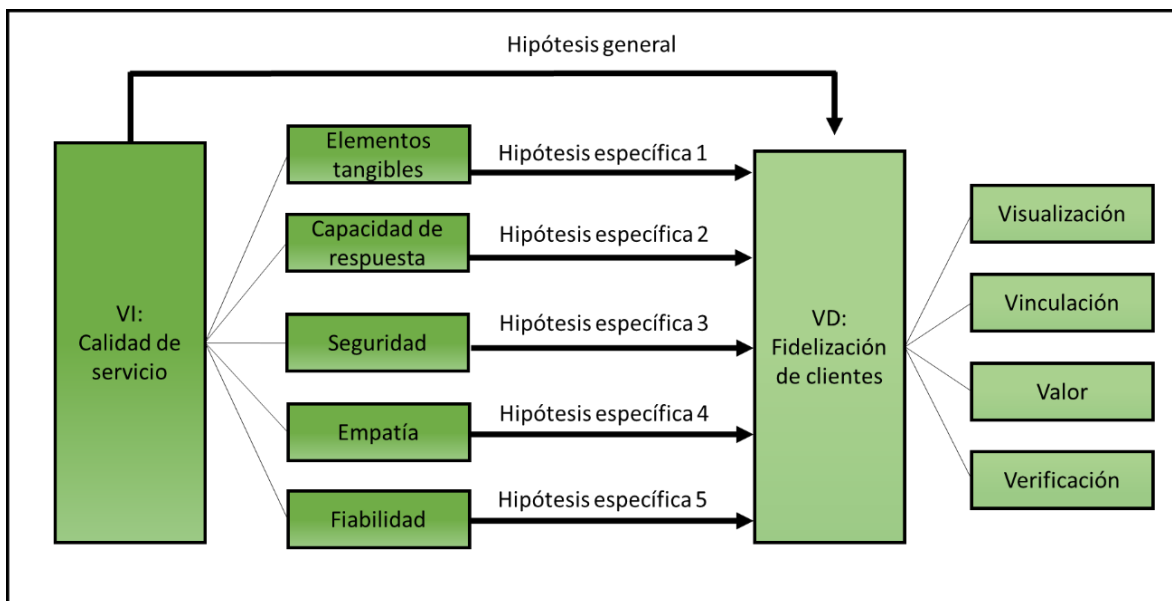 Hipótesis general
VI:
Calidad de
servicio
Elementos
tangibles
Hipótesis específica 1
Capacidad de
respuesta
Hipótesis específica 2
Seguridad
Hipótesis específica 3
Empatía
Hipótesis específica 4
Fiabilidad
Hipótesis específica 5
VD:
Fidelización
de clientes
Visualización
Vinculación
Valor
Verificación